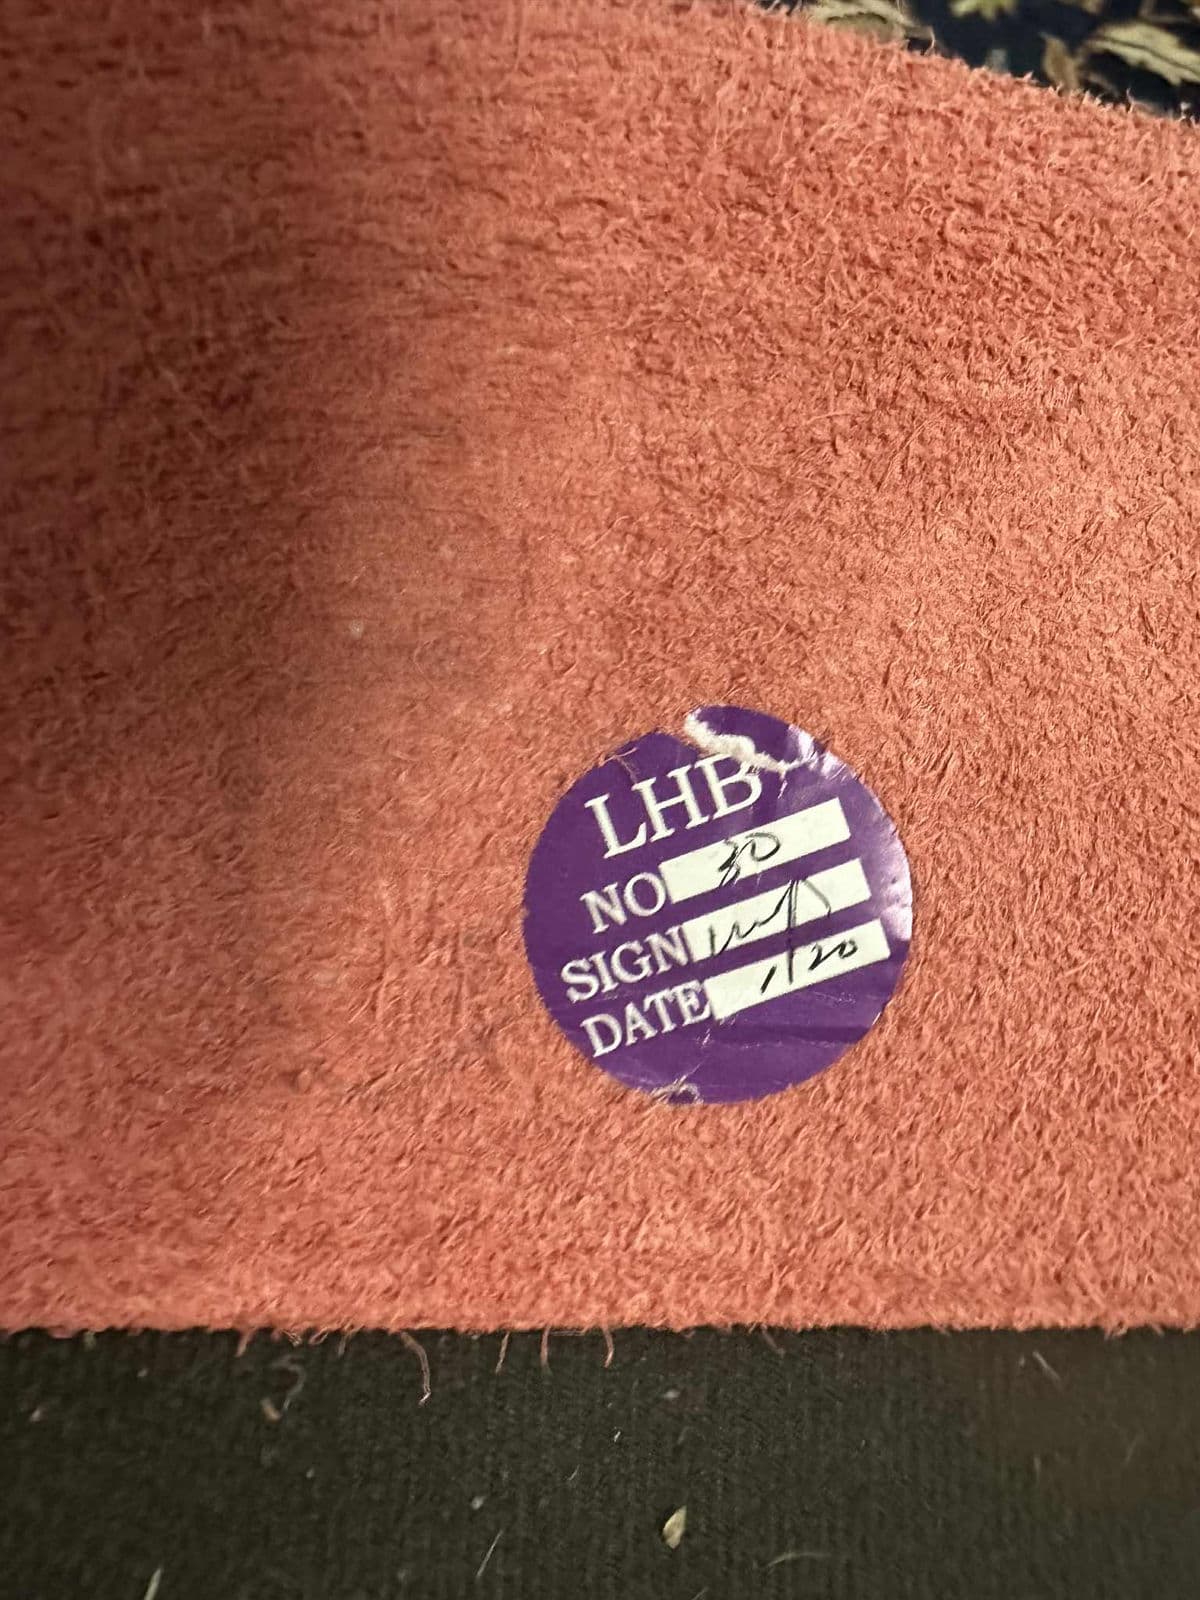 LHB
NO 30
SIGN
DATE 1/20